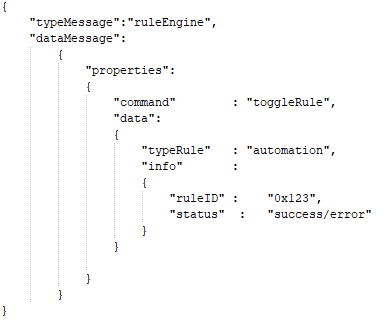 {
"typeMessage":"ruleEngine",
"dataMessage":
{
"properties":
{
"command" : "toggleRule",
"data":
{
"typeRule" : "automation",
"info" :
{
"ruleID" : "0x123",
"status" : "success/error"
}
}
}
}
}